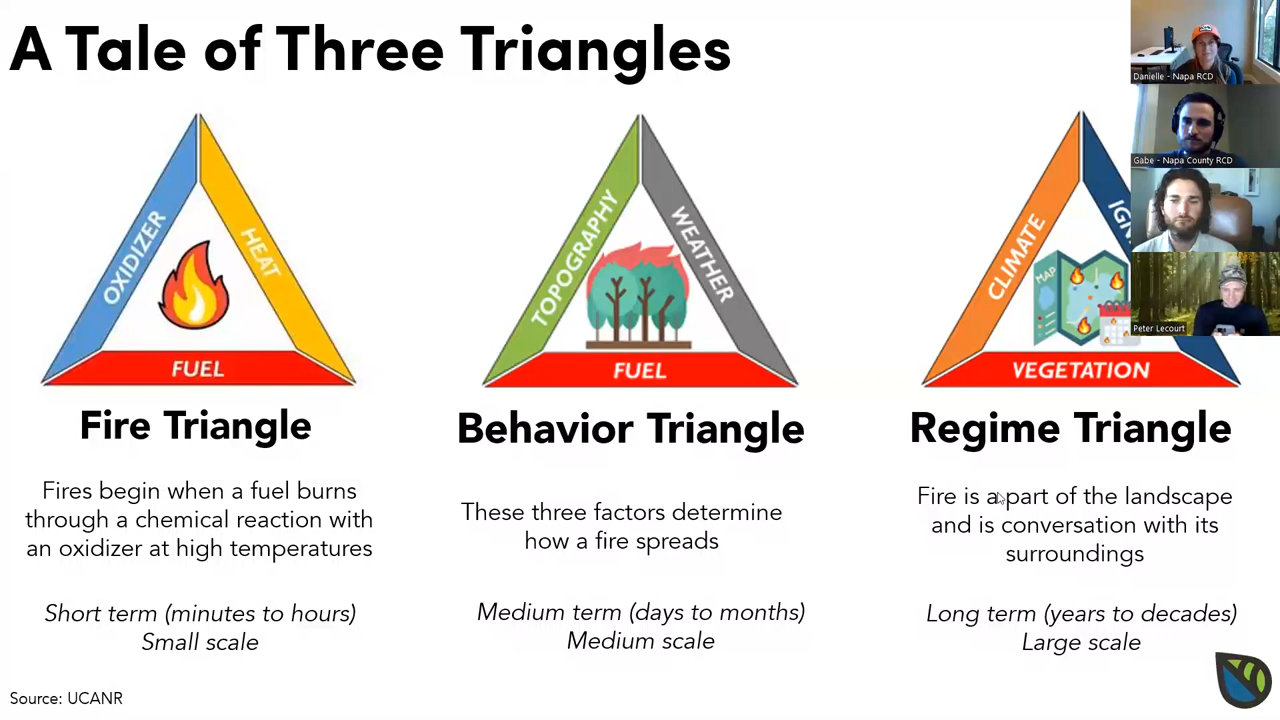 A Tale of Three Triangles
OXIDIZER
HEAT
FUEL
TOPOGRAPHY
WEATHER
FUEL
CLIMATE
MAP
VEGETATION
Danielle - Napa RCD
Gabe - Napa County RCD
Peter Lecourt
Fire Triangle
Fires begin when a fuel burns
through a chemical reaction with
an oxidizer at high temperatures
Short term (minutes to hours)
Small scale
Behavior Triangle
These three factors determine
how a fire spreads
Medium term (days to months)
Medium scale
Regime Triangle
Fire is a part of the landscape
and is conversation with its
surroundings
Long term (years to decades)
Large scale
Source: UCANR